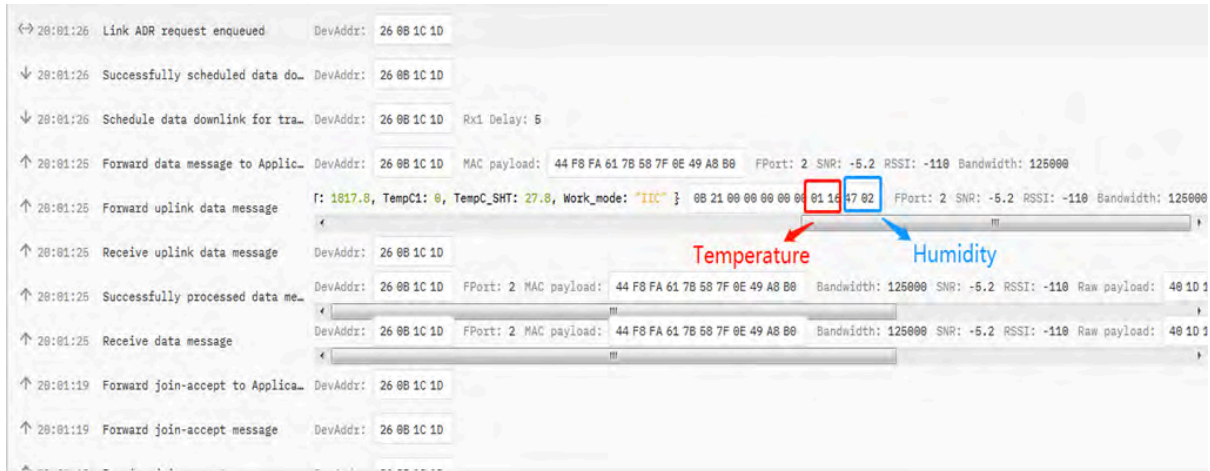 20:01:26 Link ADR request enqueued DevAddr: 26 0B 1C 1D
20:01:26 Successfully scheduled data do… DevAddr: 26 0B 1C 1D
20:01:26 Schedule data downlink for tra… DevAddr: 26 0B 1C 1D Rx1 Delay: 5
20:01:25 Forward data message to Applic… DevAddr: 26 0B 1C 1D MAC payload: 44 F8 FA 61 7B 58 7F 0E 49 A8 B0 FPort: 2 SNR: -5.2 RSSI: -110 Bandwidth: 125000
20:01:25 Forward uplink data message 1817.8, TempC1: 0, TempC_SHT: 27.8, Work_mode: "IIC" } 0B 21 00 00 00 00 00 01 16 47 02 FPort: 2 SNR: -5.2 RSSI: -110 Bandwidth: 125000
Temperature Humidity
20:01:25 Receive uplink data message DevAddr: 26 0B 1C 1D
20:01:25 Successfully processed data me… DevAddr: 26 0B 1C 1D FPort: 2 MAC payload: 44 F8 FA 61 7B 58 7F 0E 49 A8 B0 Bandwidth: 125000 SNR: -5.2 RSSI: -110 Raw payload: 40 1D 1
20:01:25 Receive data message DevAddr: 26 0B 1C 1D FPort: 2 MAC payload: 44 F8 FA 61 7B 58 7F 0E 49 A8 B0 Bandwidth: 125000 SNR: -5.2 RSSI: -110 Raw payload: 40 1D 1
20:01:19 Forward join-accept to Applica… DevAddr: 26 0B 1C 1D
20:01:19 Forward join-accept message DevAddr: 26 0B 1C 1D